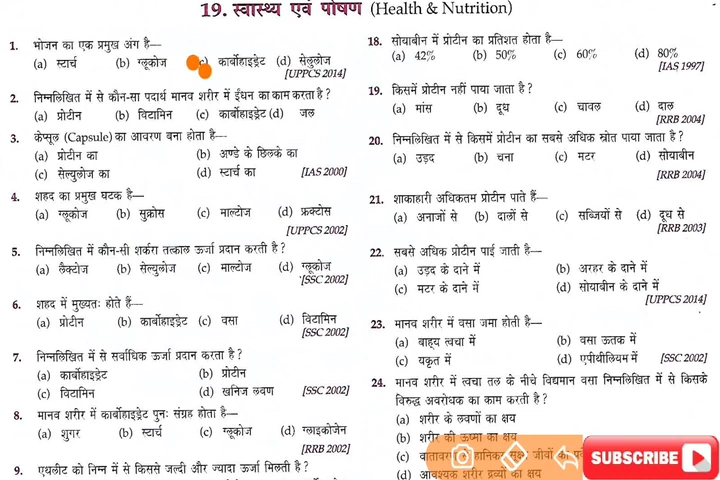 19. स्वास्थ्य एवं पोषण (Health & Nutrition)
1. भोजन का एक प्रमुख अंग है—
(a) स्टार्च (b) ग्लूकोज (c) कार्बोहाइड्रेट (d) सेलुलोज
[UPPCS 2014]
2. निम्नलिखित में से कौन-सा पदार्थ मानव शरीर में ईंधन का काम करता है ?
(a) प्रोटीन (b) विटामिन (c) कार्बोहाइड्रेट (d) जल
3. केप्सूल (Capsule) का आवरण बना होता है—
(a) प्रोटीन का (b) अण्डे के छिलके का
(c) सेल्युलोज का (d) स्टार्च का [IAS 2000]
4. शहद का प्रमुख घटक है—
(a) ग्लूकोज (b) सुक्रोस (c) माल्टोज (d) फ्रक्टोस
[UPPCS 2002]
5. निम्नलिखित में कौन-सी शर्करा तत्काल ऊर्जा प्रदान करती है ?
(a) लैक्टोज (b) सेल्युलोज (c) माल्टोज (d) ग्लूकोज
[SSC 2002]
6. शहद में मुख्यतः होते हैं—
(a) प्रोटीन (b) कार्बोहाइड्रेट (c) वसा (d) विटामिन
[SSC 2002]
7. निम्नलिखित में से सर्वाधिक ऊर्जा प्रदान करता है ?
(a) कार्बोहाइड्रेट (b) प्रोटीन
(c) विटामिन (d) खनिज लवण [SSC 2002]
8. मानव शरीर में कार्बोहाइड्रेट पुनः संग्रह होता है—
(a) शुगर (b) स्टार्च (c) ग्लूकोज (d) ग्लाइकोजेन
[RRB 2002]
9. एथलीट को निम्न में से किससे जल्दी और ज्यादा ऊर्जा मिलती है ?
18. सोयाबीन में प्रोटीन का प्रतिशत होता है—
(a) 42% (b) 50% (c) 60% (d) 80%
[IAS 1997]
19. किसमें प्रोटीन नहीं पाया जाता है ?
(a) मांस (b) दूध (c) चावल (d) दाल
[RRB 2004]
20. निम्नलिखित में से किसमें प्रोटीन का सबसे अधिक स्रोत पाया जाता है ?
(a) उड़द (b) चना (c) मटर (d) सोयाबीन
[RRB 2004]
21. शाकाहारी अधिकतम प्रोटीन पाते हैं—
(a) अनाजों से (b) दालों से (c) सब्जियों से (d) दूध से
[RRB 2003]
22. सबसे अधिक प्रोटीन पाई जाती है—
(a) उड़द के दाने में (b) अरहर के दाने में
(c) मटर के दाने में (d) सोयाबीन के दाने में
[UPPCS 2014]
23. मानव शरीर में वसा जमा होती है—
(a) बाह्य त्वचा में (b) वसा ऊतक में
(c) यकृत में (d) एपीथीलियम में [SSC 2002]
24. मानव शरीर में त्वचा तल के नीचे विद्यमान वसा निम्नलिखित में से किसके
विरुद्ध अवरोधक का काम करती है ?
(a) शरीर के लवणों का क्षय
(b) शरीर की ऊष्मा का क्षय
(c) वातावरण हानिकर सूक्ष्म जीवों का
(d) आवश्यक शरीर द्रव्यों का क्षय
SUBSCRIBE